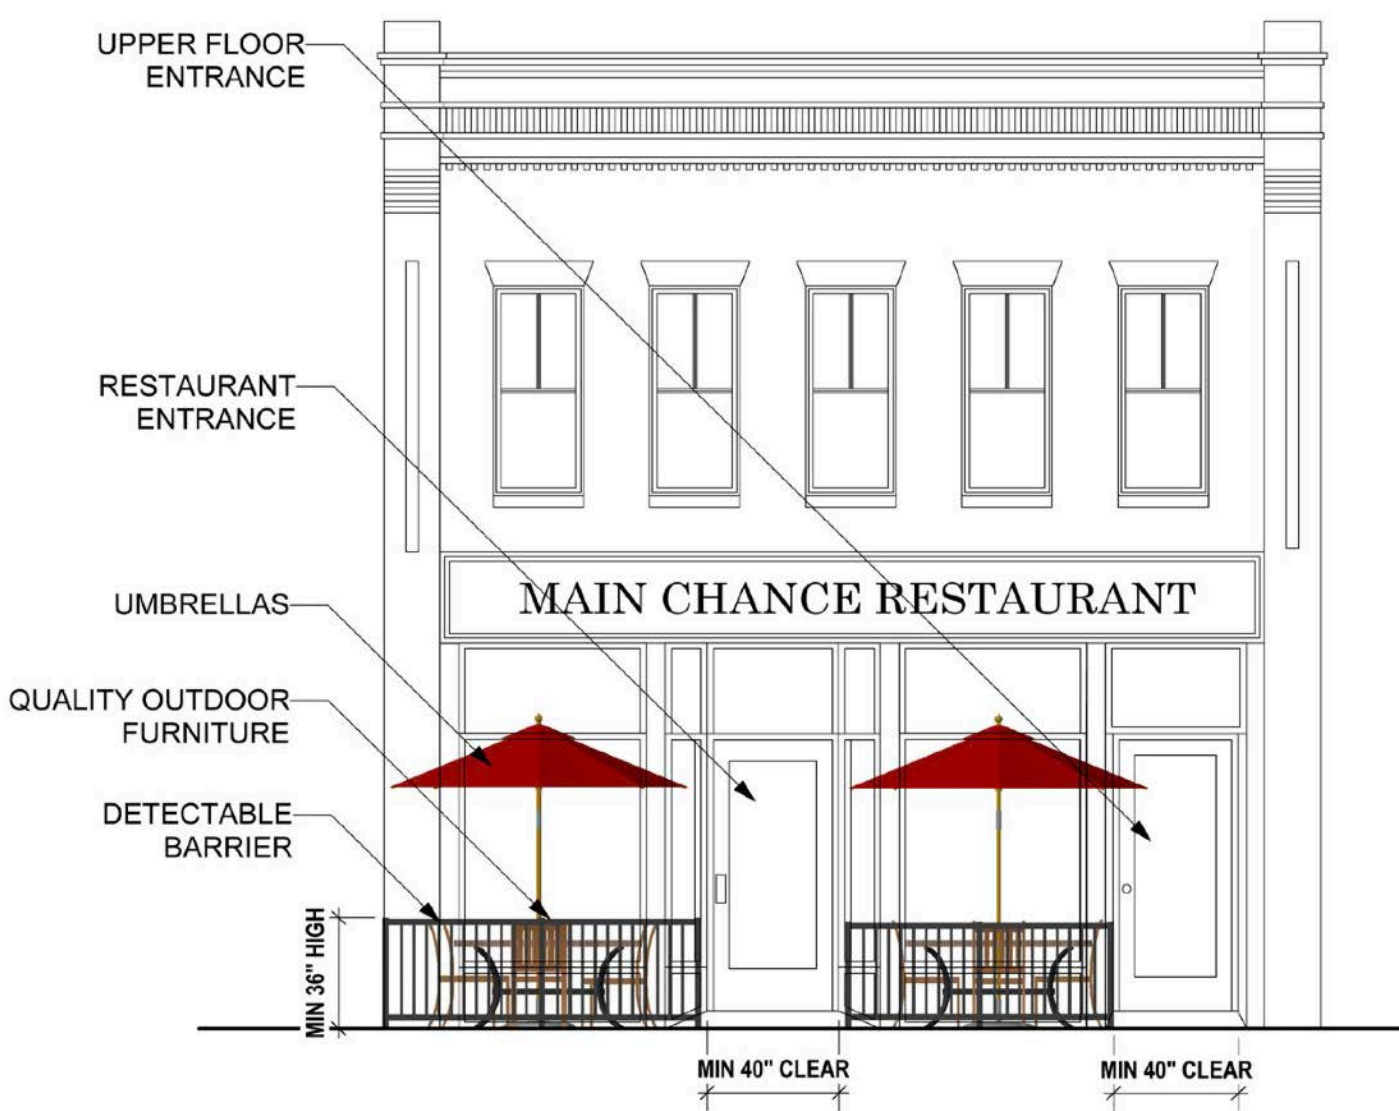 UPPER FLOOR
ENTRANCE
RESTAURANT
ENTRANCE
MAIN CHANCE RESTAURANT
UMBRELLAS
QUALITY OUTDOOR
FURNITURE
DETECTABLE
BARRIER
MIN 36" HIGH
MIN 40" CLEAR
MIN 40" CLEAR